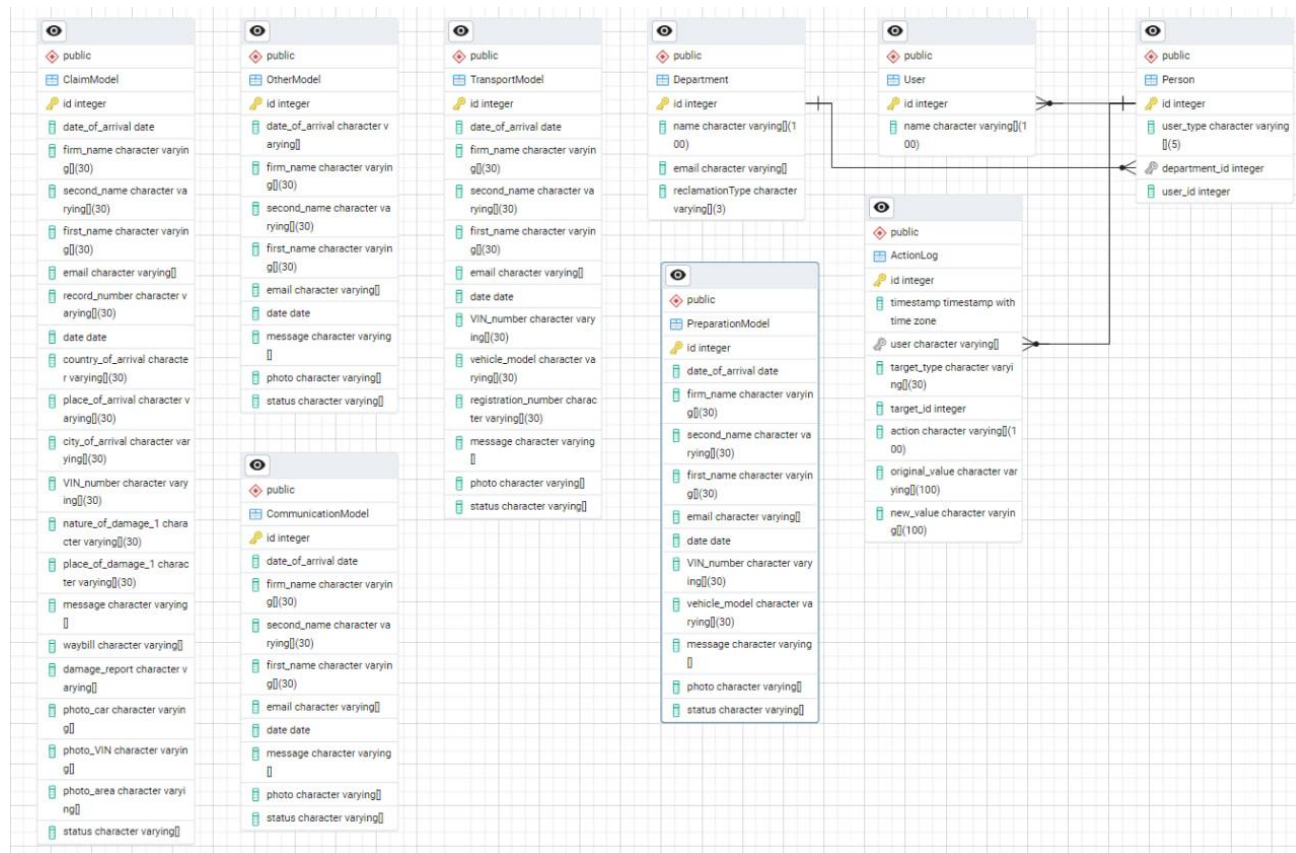 public
ClaimModel
id integer
date_of_arrival date
firm_name character varyin
g[](30)
second_name character va
rying[](30)
first_name character varyin
g[](30)
email character varying[]
record_number character v
arying[](30)
date date
country_of_arrival characte
r varying[](30)
place_of_arrival character v
arying[](30)
city_of_arrival character var
ying[](30)
VIN_number character vary
ing[](30)
nature_of_damage_1 chara
cter varying[](30)
place_of_damage_1 charac
ter varying[](30)
message character varying
[]
waybill character varying[]
damage_report character v
arying[]
photo_car character varyin
g[]
photo_VIN character varyin
g[]
photo_area character varyi
ng[]
status character varying[]
public
OtherModel
id integer
date_of_arrival character v
arying[]
firm_name character varyin
g[](30)
second_name character va
rying[](30)
first_name character varyin
g[](30)
email character varying[]
date date
message character varying
[]
photo character varying[]
status character varying[]
public
CommunicationModel
id integer
date_of_arrival date
firm_name character varyin
g[](30)
second_name character va
rying[](30)
first_name character varyin
g[](30)
email character varying[]
date date
message character varying
[]
photo character varying[]
status character varying[]
public
TransportModel
id integer
date_of_arrival date
firm_name character varyin
g[](30)
second_name character va
rying[](30)
first_name character varyin
g[](30)
email character varying[]
date date
VIN_number character vary
ing[](30)
vehicle_model character va
rying[](30)
registration_number charac
ter varying[](30)
message character varying
[]
photo character varying[]
status character varying[]
public
Department
id integer
name character varying[](1
00)
email character varying[]
reclamationType character
varying[](3)
public
PreparationModel
id integer
date_of_arrival date
firm_name character varyin
g[](30)
second_name character va
rying[](30)
first_name character varyin
g[](30)
email character varying[]
date date
VIN_number character vary
ing[](30)
vehicle_model character va
rying[](30)
message character varying
[]
photo character varying[]
status character varying[]
public
User
id integer
name character varying[](1
00)
public
ActionLog
id integer
timestamp timestamp with
time zone
user character varying[]
target_type character varyi
ng[](30)
target_id integer
action character varying[](1
00)
original_value character var
ying[](100)
new_value character varyin
g[](100)
public
Person
id integer
user_type character varying
[](5)
department_id integer
user_id integer